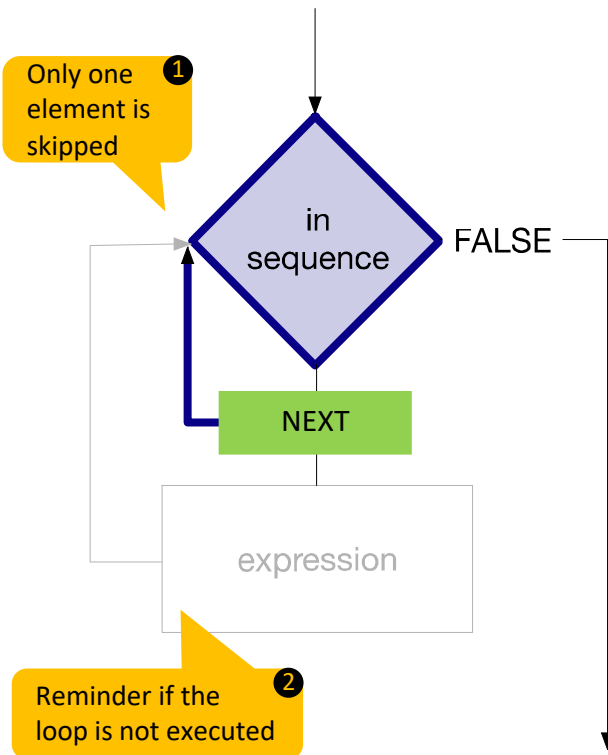 Only one
element is
skipped
1
in
sequence
FALSE
NEXT
expression
Reminder if the
loop is not executed
2